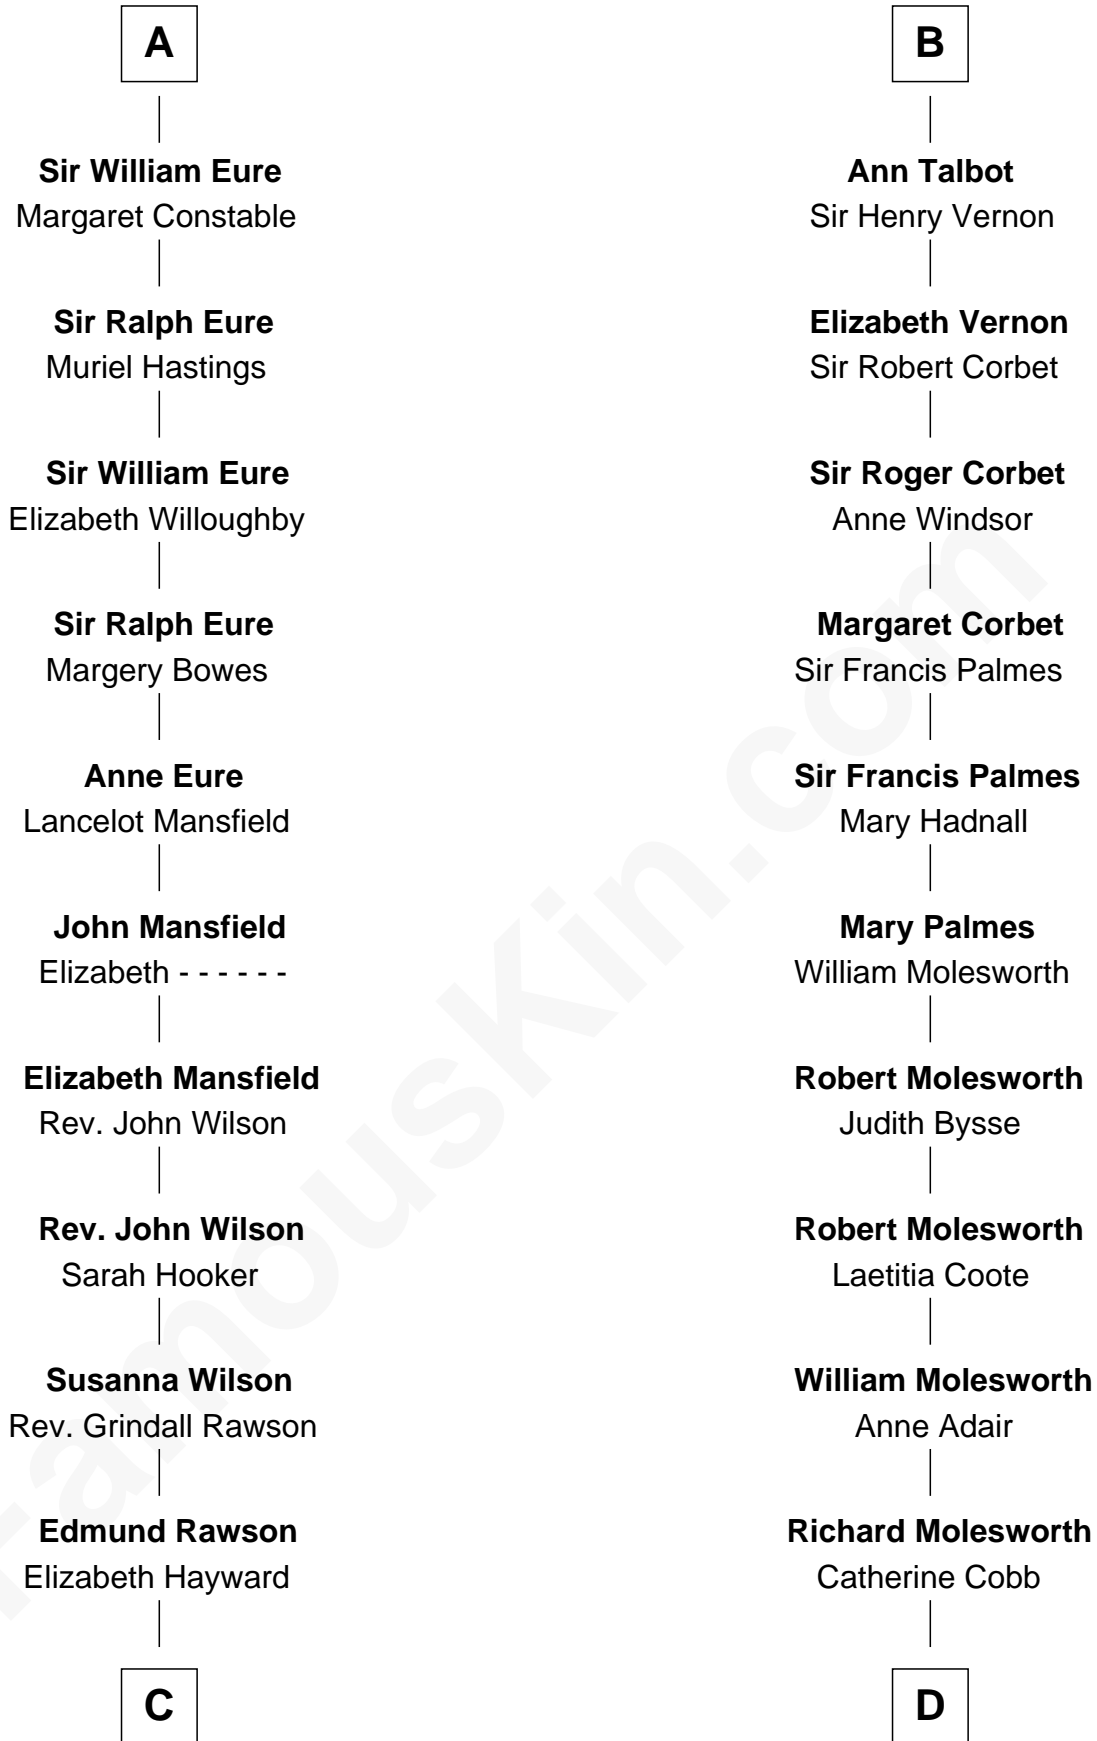 A
Sir William Eure
Margaret Constable
Sir Ralph Eure
Muriel Hastings
Sir William Eure
Elizabeth Willoughby
Sir Ralph Eure
Margery Bowes
Anne Eure
Lancelot Mansfield
John Mansfield
Elizabeth - - - - - -
Elizabeth Mansfield
Rev. John Wilson
Rev. John Wilson
Sarah Hooker
Susanna Wilson
Rev. Grindall Rawson
Edmund Rawson
Elizabeth Hayward
C
B
Ann Talbot
Sir Henry Vernon
Elizabeth Vernon
Sir Robert Corbet
Sir Roger Corbet
Anne Windsor
Margaret Corbet
Sir Francis Palmes
Sir Francis Palmes
Mary Hadnall
Mary Palmes
William Molesworth
Robert Molesworth
Judith Bysse
Robert Molesworth
Laetitia Coote
William Molesworth
Anne Adair
Richard Molesworth
Catherine Cobb
D
FamousKin.com